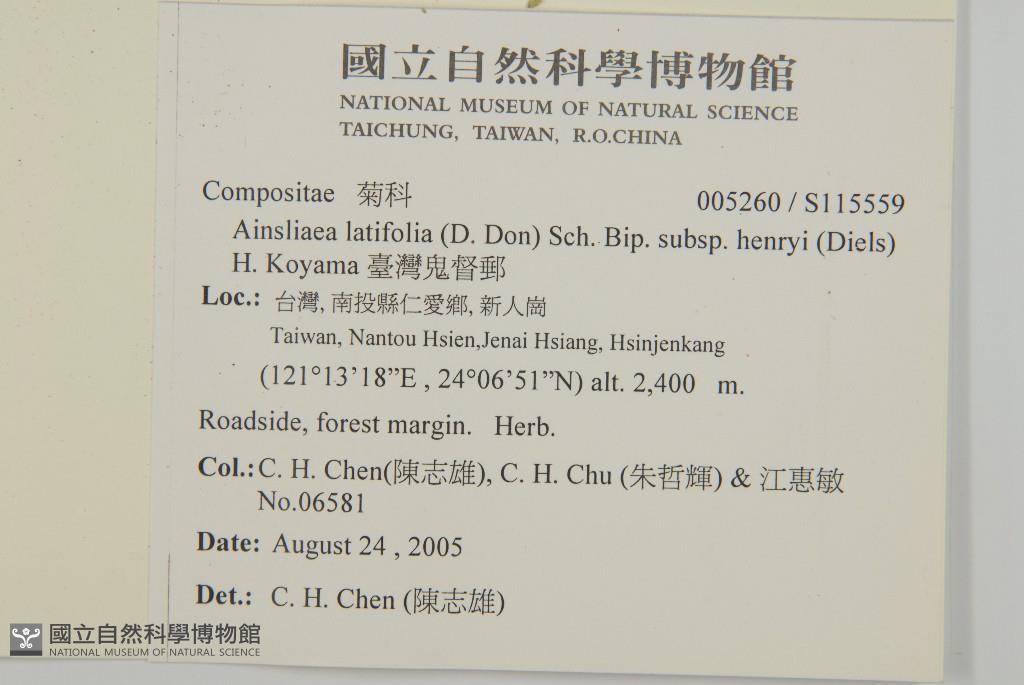 國立自然科學博物館
NATIONAL MUSEUM OF NATURAL SCIENCE
TAICHUNG, TAIWAN, R.O.CHINA
Compositae 菊科 005260 / S115559
Ainsliaea latifolia (D. Don) Sch. Bip. subsp. henryi (Diels)
H. Koyama 臺灣鬼督郵
Loc.: 台灣, 南投縣仁愛鄉, 新人崗
Taiwan, Nantou Hsien,Jenai Hsiang, Hsinjenkang
(121°13’18”E , 24°06’51”N) alt. 2,400 m.
Roadside, forest margin. Herb.
Col.: C. H. Chen(陳志雄), C. H. Chu (朱哲輝) & 江惠敏
No.06581
Date: August 24 , 2005
Det.: C. H. Chen (陳志雄)
國立自然科學博物館
NATIONAL MUSEUM OF NATURAL SCIENCE